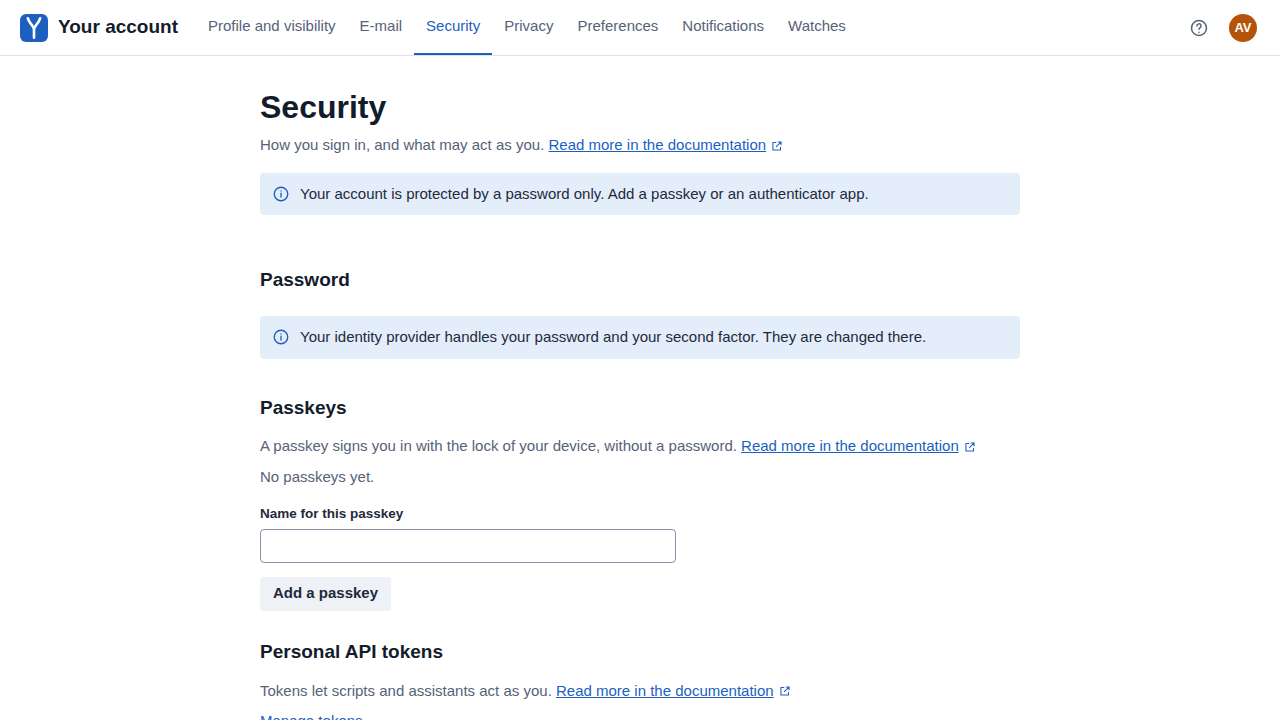 Your account
Profile and visibility
E-mail
Security
Privacy
Preferences
Notifications
Watches
AV
Security
How you sign in, and what may act as you. Read more in the documentation
Your account is protected by a password only. Add a passkey or an authenticator app.
Password
Your identity provider handles your password and your second factor. They are changed there.
Passkeys
A passkey signs you in with the lock of your device, without a password. Read more in the documentation
No passkeys yet.
Name for this passkey
Add a passkey
Personal API tokens
Tokens let scripts and assistants act as you. Read more in the documentation
Manage tokens